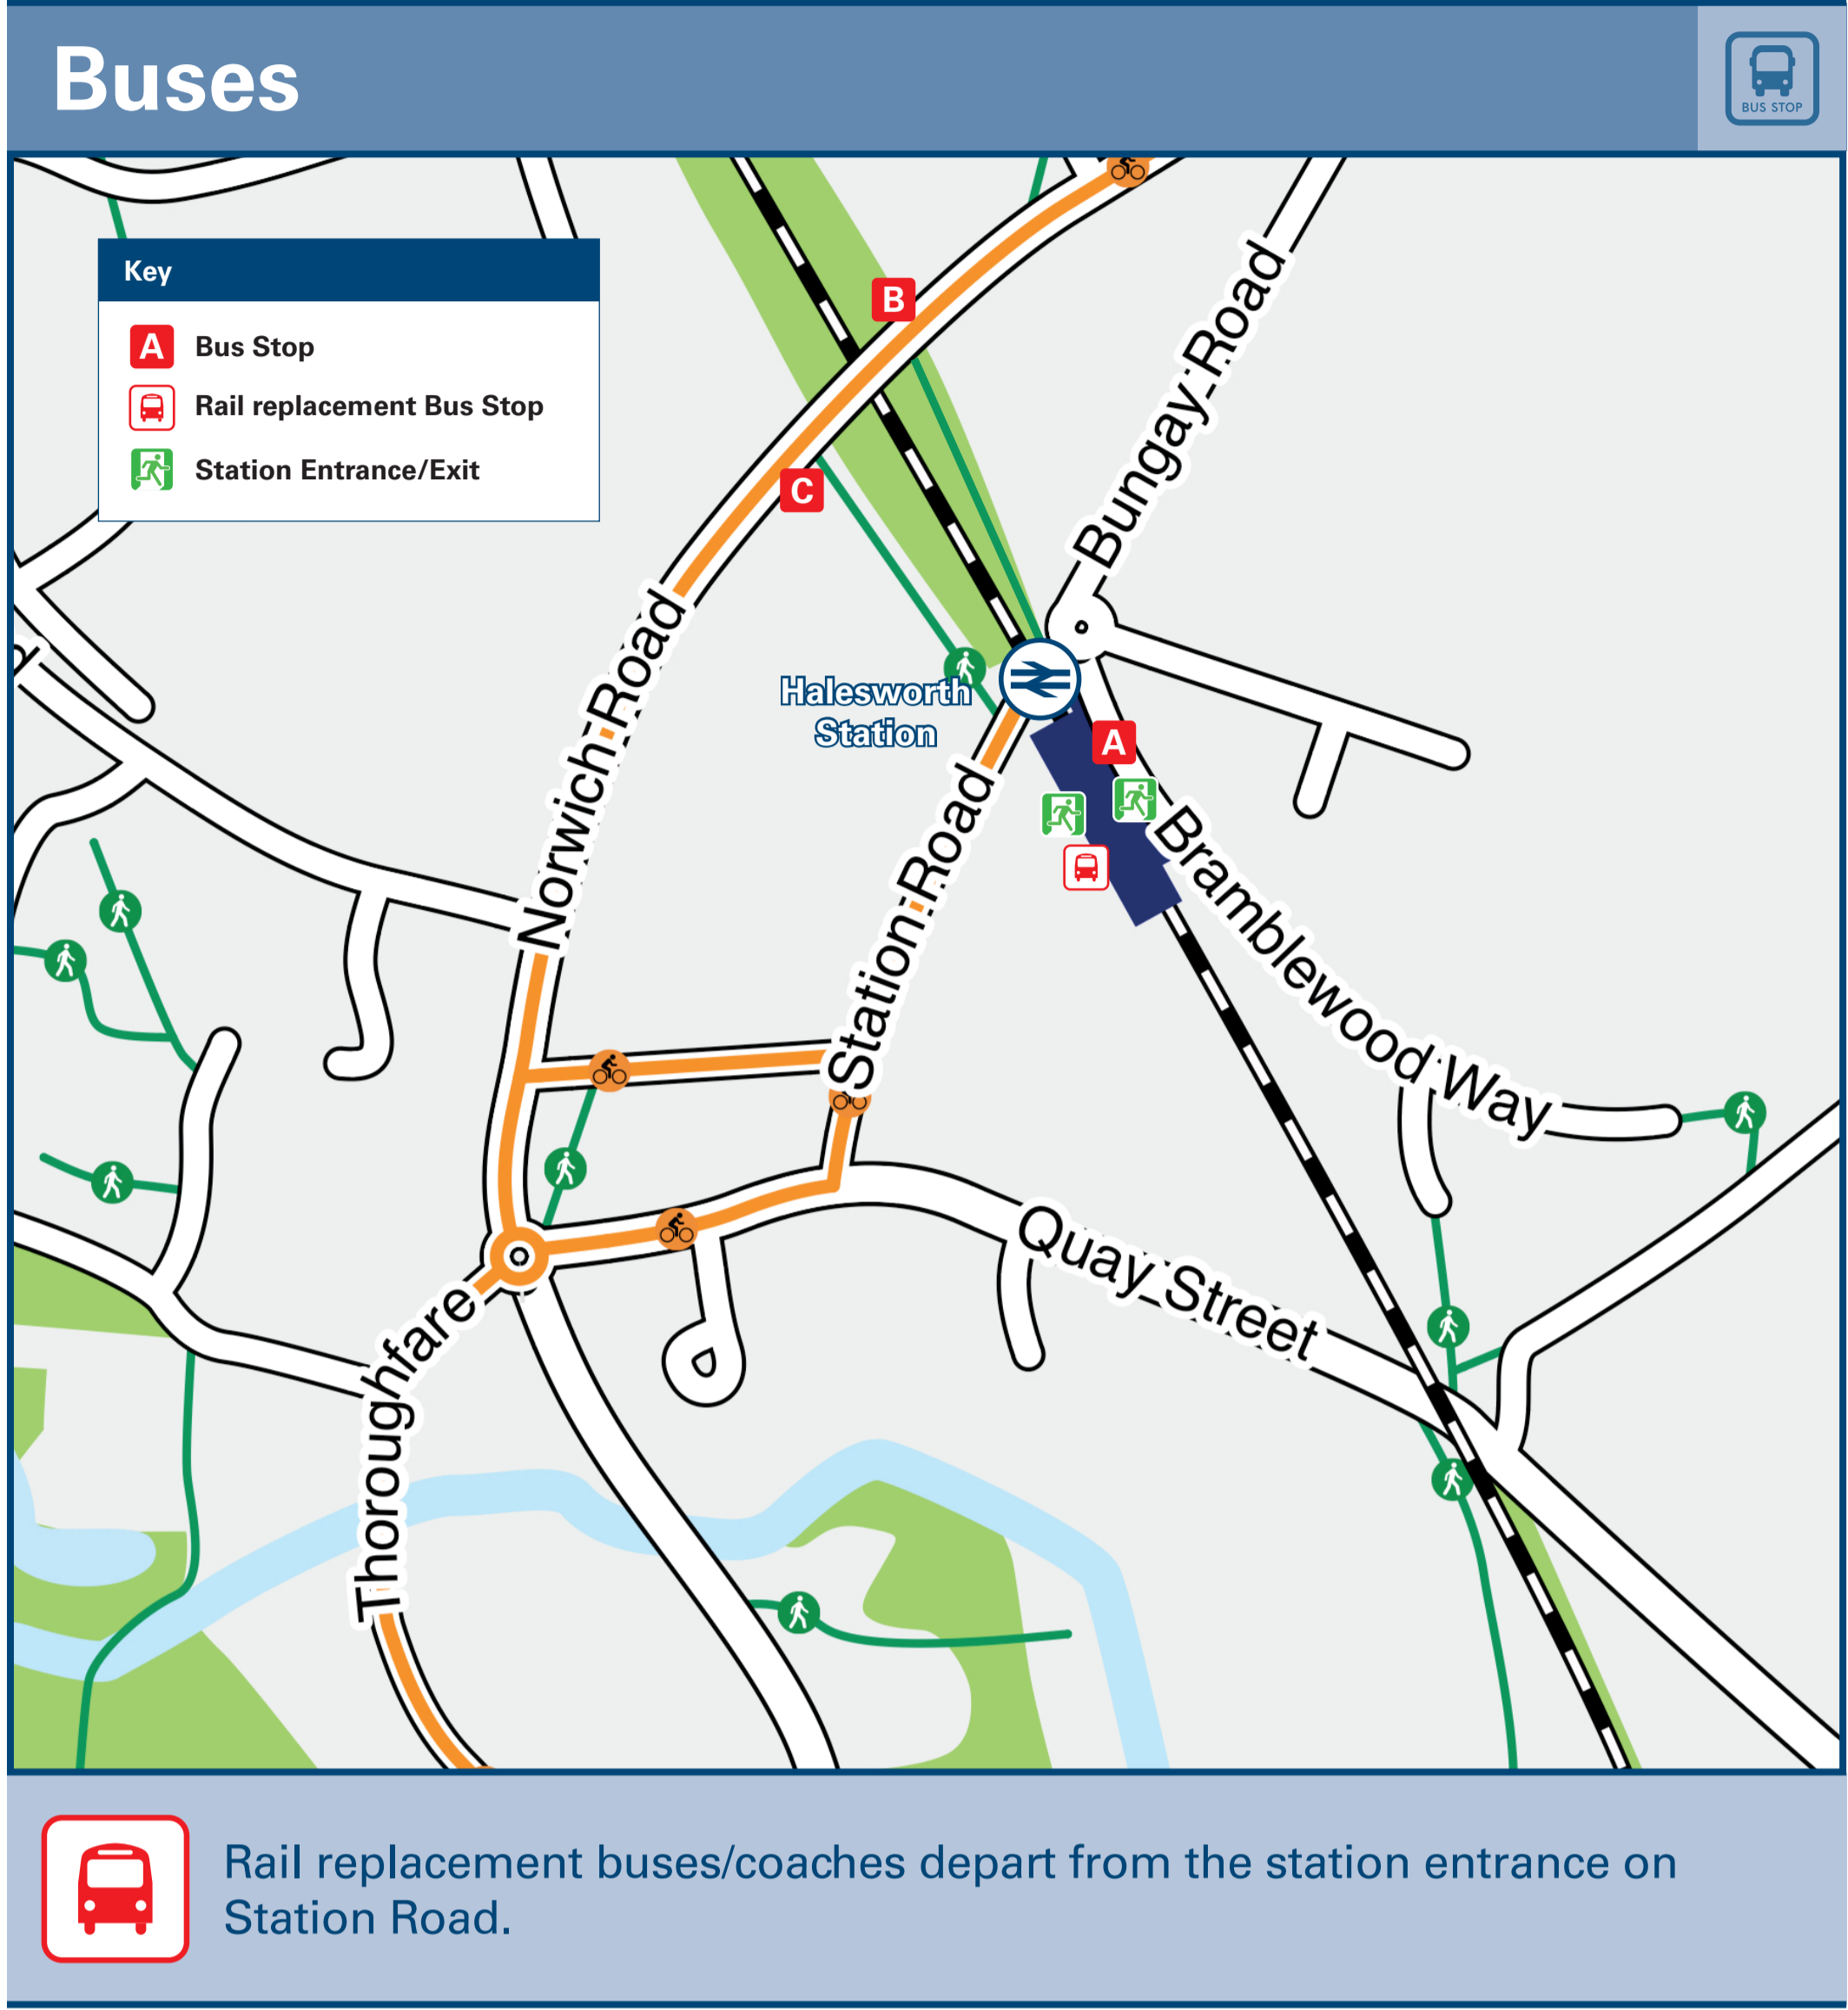 Buses
BUS STOP
Key
A Bus Stop
Rail replacement Bus Stop
Station Entrance/Exit
B
C
Bungay Road
Norwich Road
Halesworth
Station
A
Station Road
Bramblewood Way
Quay Street
Thoroughfare
Rail replacement buses/coaches depart from the station entrance on
Station Road.